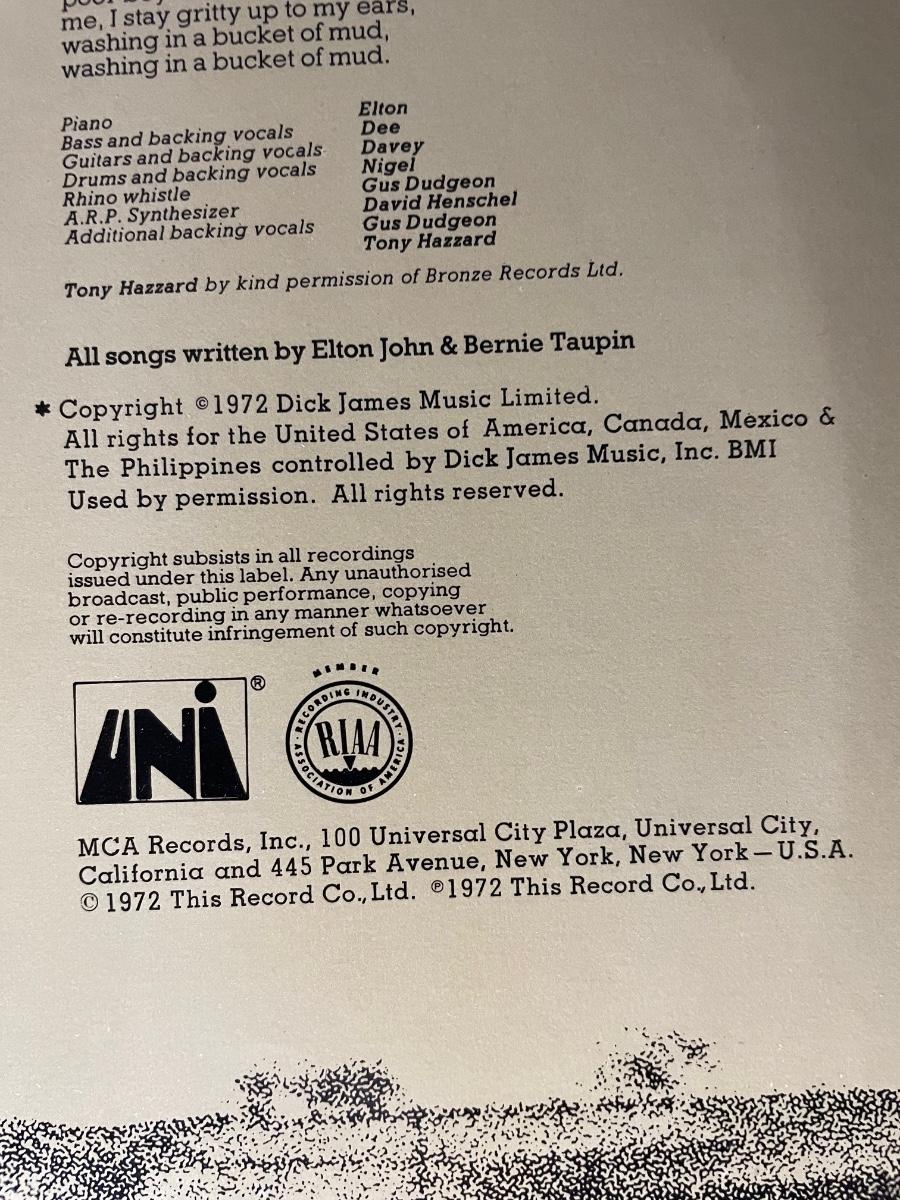 me, I stay gritty up to my ears,
washing in a bucket of mud,
washing in a bucket of mud.
Piano Elton
Bass and backing vocals Dee
Guitars and backing vocals Davey
Drums and backing vocals Nigel
Rhino whistle Gus Dudgeon
A.R.P. Synthesizer David Henschel
Additional backing vocals Gus Dudgeon
Tony Hazzard
Tony Hazzard by kind permission of Bronze Records Ltd.
All songs written by Elton John & Bernie Taupin
* Copyright ©1972 Dick James Music Limited.
All rights for the United States of America, Canada, Mexico &
The Philippines controlled by Dick James Music, Inc. BMI
Used by permission. All rights reserved.
Copyright subsists in all recordings
issued under this label. Any unauthorised
broadcast, public performance, copying
or re-recording in any manner whatsoever
will constitute infringement of such copyright.
UNI ®
MEMBER
RECORDING INDUSTRY
RIAA
ASSOCIATION OF AMERICA
MCA Records, Inc., 100 Universal City Plaza, Universal City,
California and 445 Park Avenue, New York, New York — U.S.A.
© 1972 This Record Co., Ltd. ℗1972 This Record Co., Ltd.